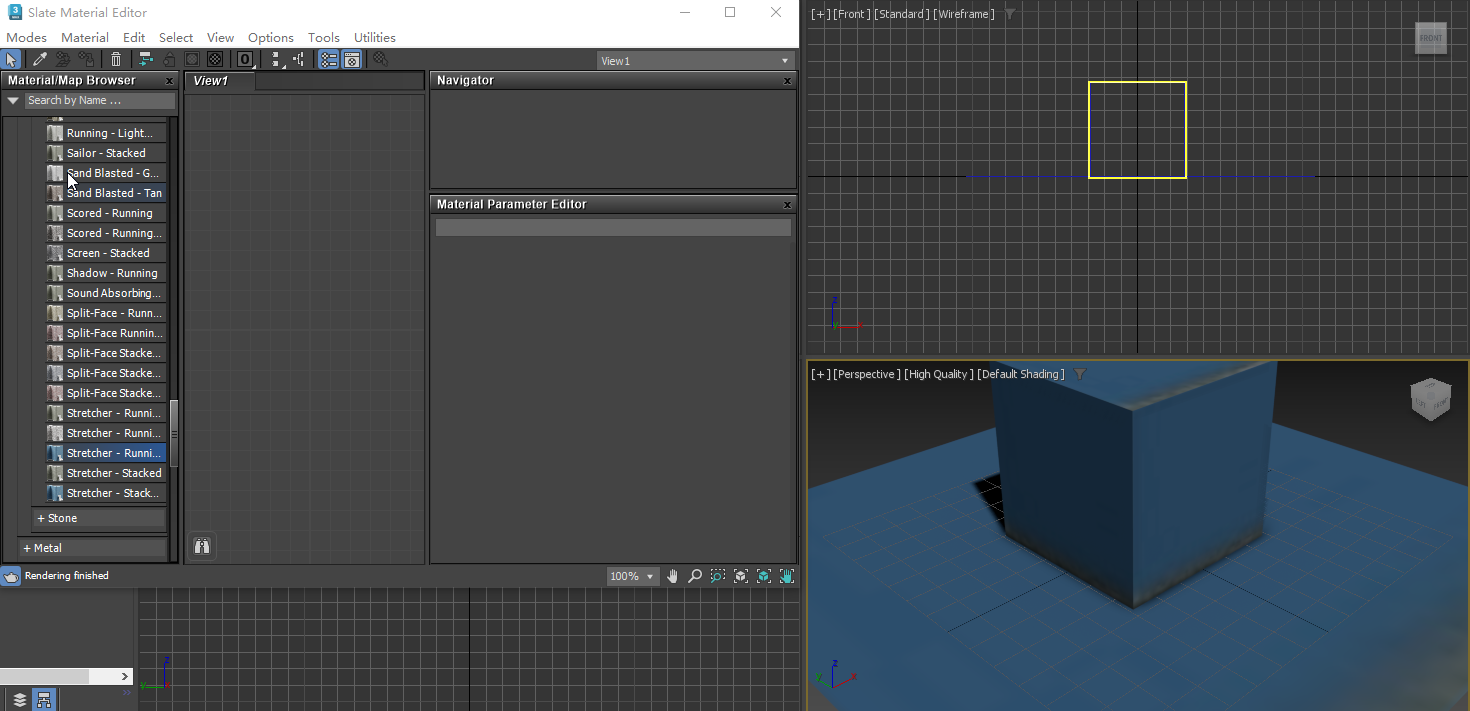 Slate Material Editor
Modes Material Edit Select View Options Tools Utilities
View1
Material/Map Browser x
Search by Name ...
Running - Light...
Sailor - Stacked
Sand Blasted - G...
Sand Blasted - Tan
Scored - Running
Scored - Running...
Screen - Stacked
Shadow - Running
Sound Absorbing...
Split-Face - Runn...
Split-Face Runnin...
Split-Face Stacke...
Split-Face Stacke...
Split-Face Stacke...
Stretcher - Runni...
Stretcher - Runni...
Stretcher - Runni...
Stretcher - Stacked
Stretcher - Stack...
+ Stone
+ Metal
View1
Navigator x
Material Parameter Editor x
Rendering finished
100%
[+] [Front] [Standard] [Wireframe]
FRONT
z
[+] [Perspective] [High Quality] [Default Shading]
FRONT
z
y x
z
y